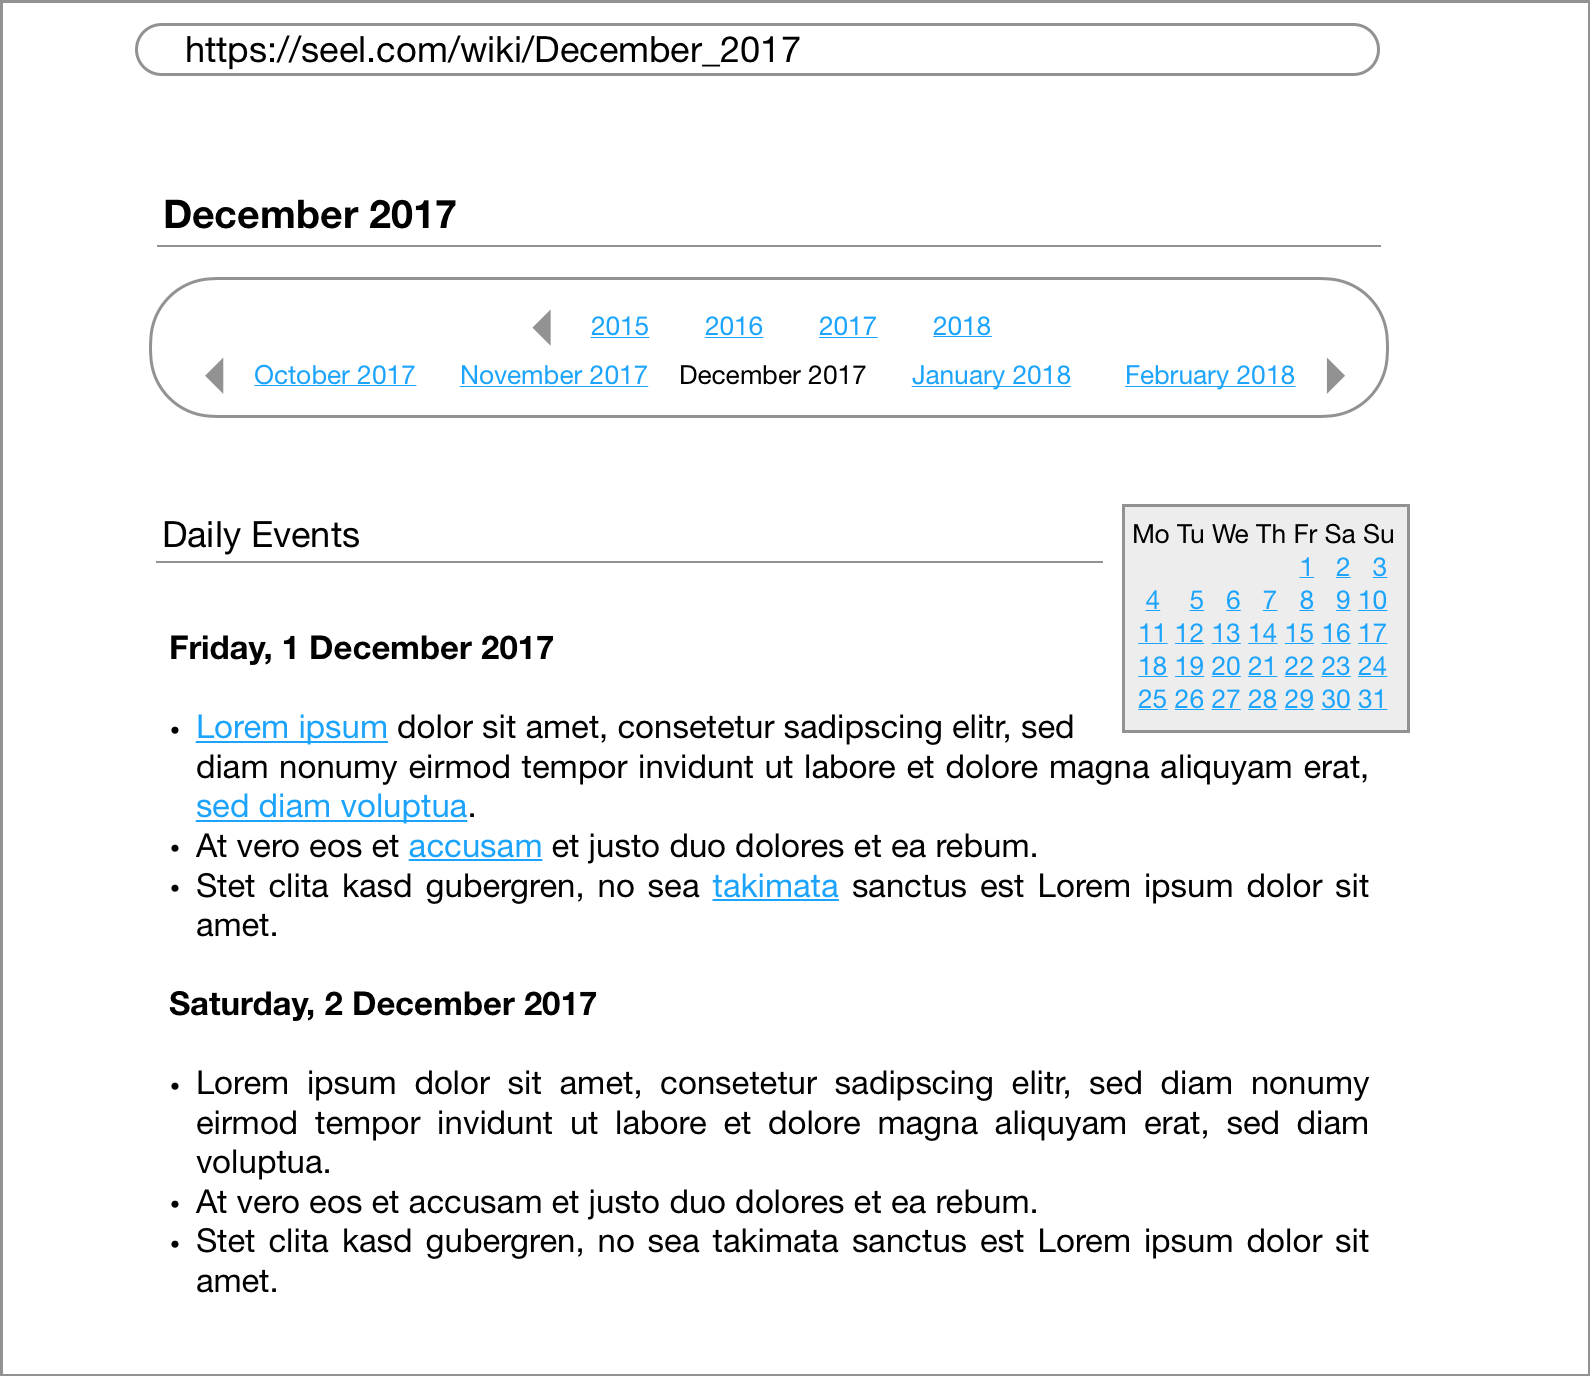 https://seel.com/wiki/December_2017
December 2017
2015 2016 2017 2018
October 2017 November 2017 December 2017 January 2018 February 2018
Daily Events
Mo Tu We Th Fr Sa Su
1 2 3
4 5 6 7 8 9 10
11 12 13 14 15 16 17
18 19 20 21 22 23 24
25 26 27 28 29 30 31
Friday, 1 December 2017
• Lorem ipsum dolor sit amet, consetetur sadipscing elitr, sed
diam nonumy eirmod tempor invidunt ut labore et dolore magna aliquyam erat,
sed diam voluptua.
• At vero eos et accusam et justo duo dolores et ea rebum.
• Stet clita kasd gubergren, no sea takimata sanctus est Lorem ipsum dolor sit
amet.
Saturday, 2 December 2017
• Lorem ipsum dolor sit amet, consetetur sadipscing elitr, sed diam nonumy
eirmod tempor invidunt ut labore et dolore magna aliquyam erat, sed diam
voluptua.
• At vero eos et accusam et justo duo dolores et ea rebum.
• Stet clita kasd gubergren, no sea takimata sanctus est Lorem ipsum dolor sit
amet.